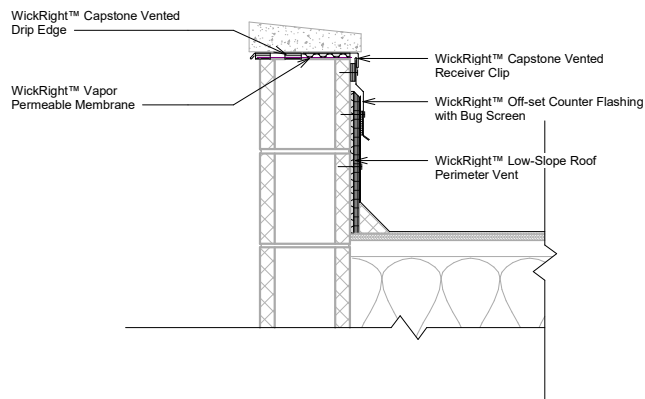 WickRight™ Capstone Vented
Drip Edge
WickRight™ Vapor
Permeable Membrane
WickRight™ Capstone Vented
Receiver Clip
WickRight™ Off-set Counter Flashing
with Bug Screen
WickRight™ Low-Slope Roof
Perimeter Vent